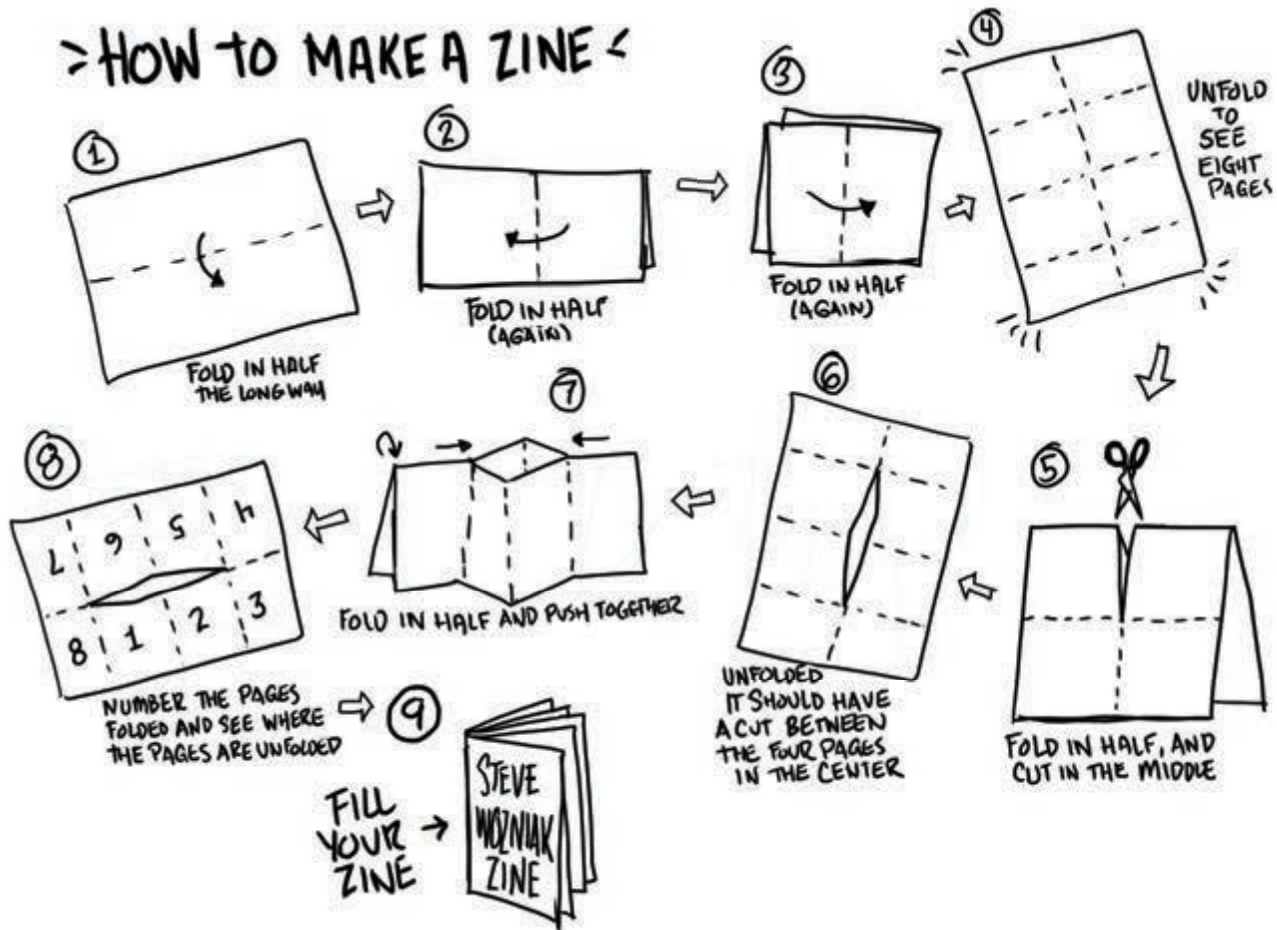 HOW TO MAKE A ZINE
1
FOLD IN HALF
THE LONG WAY
2
FOLD IN HALF
(AGAIN)
3
FOLD IN HALF
(AGAIN)
4
UNFOLD
TO
SEE
EIGHT
PAGES
5
FOLD IN HALF, AND
CUT IN THE MIDDLE
6
UNFOLDED
IT SHOULD HAVE
A CUT BETWEEN
THE FOUR PAGES
IN THE CENTER
7
FOLD IN HALF AND PUSH TOGETHER
8
7 6 5 4
8 1 2 3
NUMBER THE PAGES
FOLDED AND SEE WHERE
THE PAGES ARE UNFOLDED
9
FILL
YOUR
ZINE
STEVE
WOZNIAK
ZINE